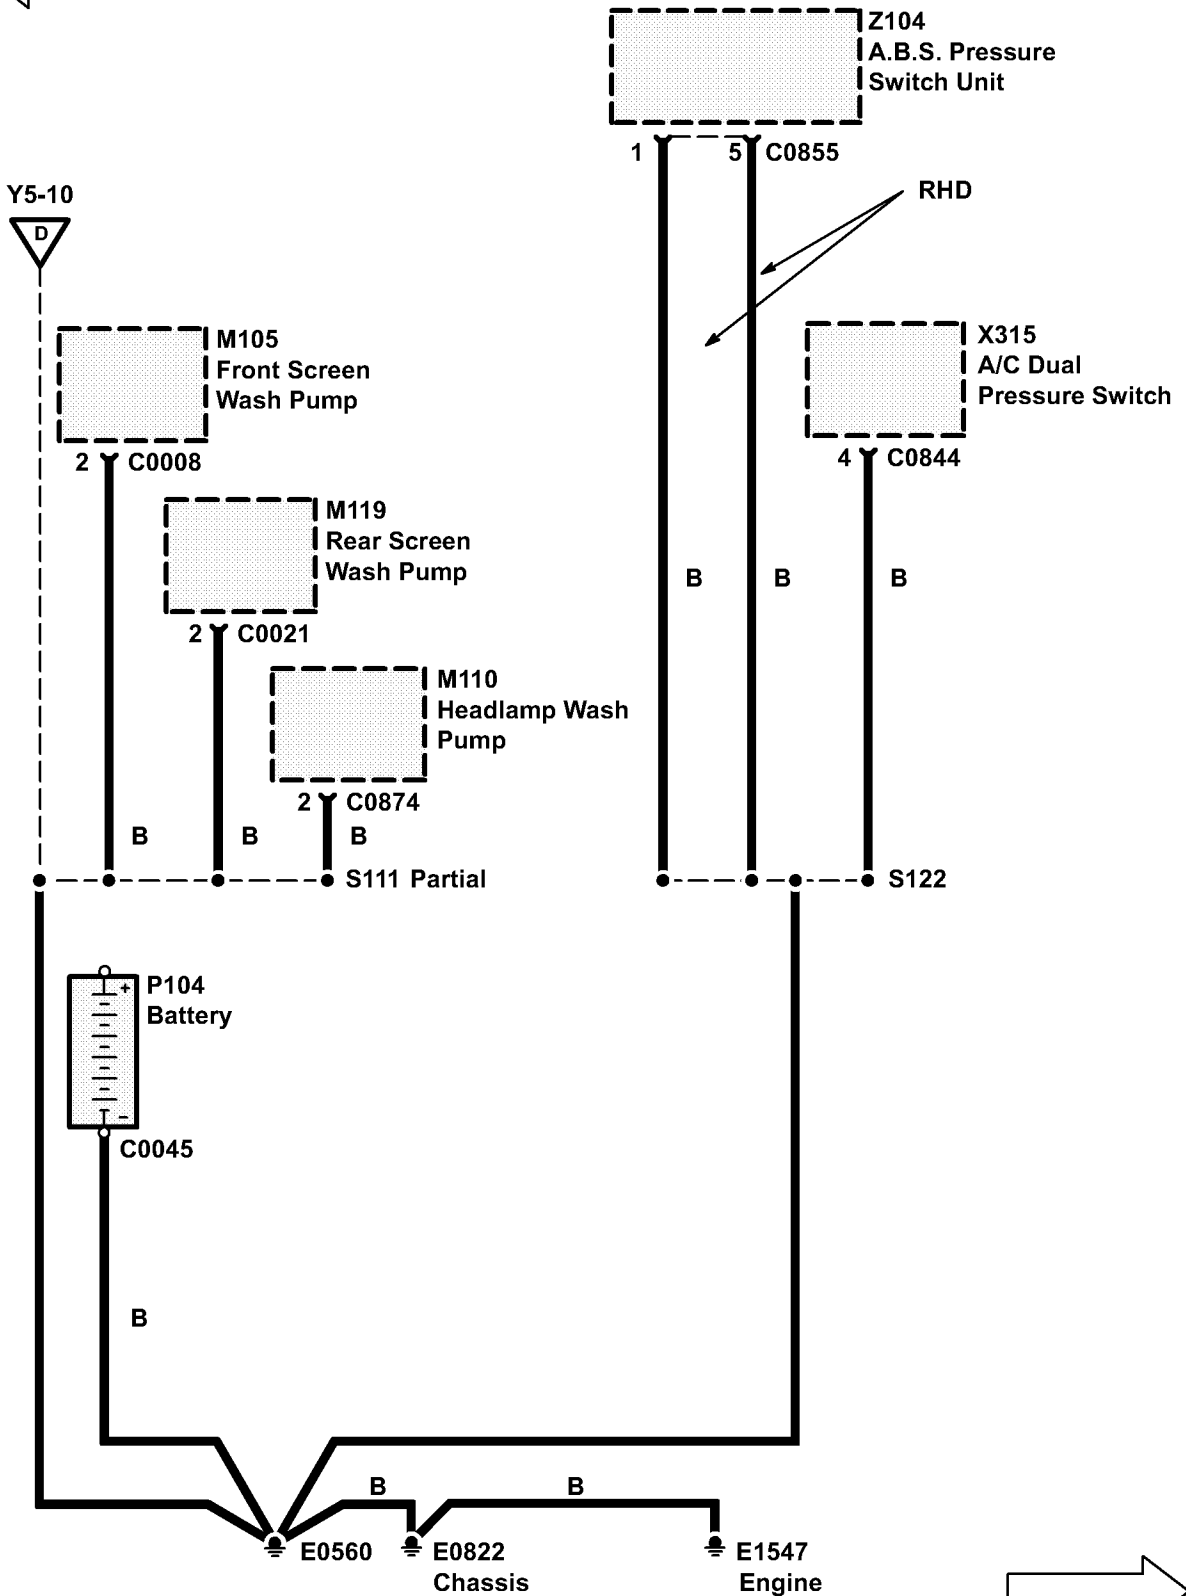 Z104
A.B.S. Pressure
Switch Unit
1
5
C0855
RHD
Y5-10
D
M105
Front Screen
Wash Pump
2
C0008
X315
A/C Dual
Pressure Switch
4
C0844
M119
Rear Screen
Wash Pump
2
C0021
B
B
B
M110
Headlamp Wash
Pump
2
C0874
B
B
B
S111 Partial
S122
+
P104
Battery
–
C0045
B
B
B
E0560
E0822
Chassis
E1547
Engine